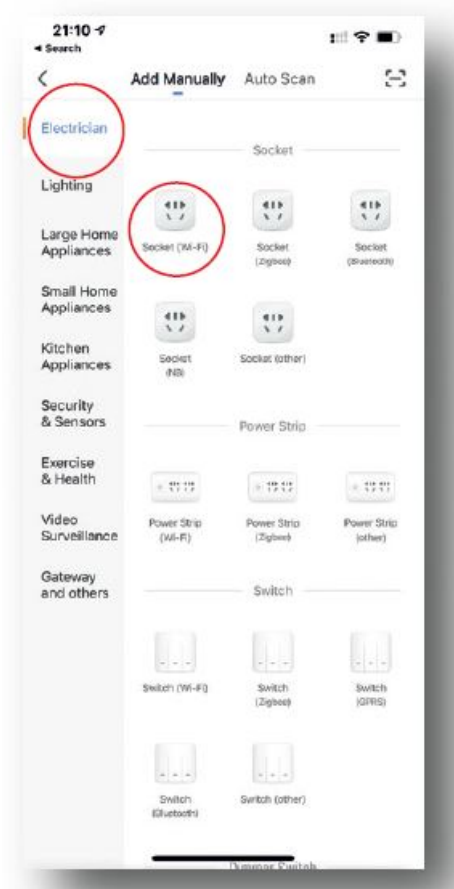 21:10
Search
Add Manually Auto Scan
Electrician
Lighting
Large Home
Appliances
Small Home
Appliances
Kitchen
Appliances
Security
& Sensors
Exercise
& Health
Video
Surveillance
Gateway
and others
Socket
Socket (Wi-Fi)
Socket
(Zigbee)
Socket
(Bluetooth)
Socket
(NB)
Socket (other)
Power Strip
Power Strip
(Wi-Fi)
Power Strip
(Zigbee)
Power Strip
(other)
Switch
Switch (Wi-Fi)
Switch
(Zigbee)
Switch
(GPRS)
Switch
(Bluetooth)
Switch (other)